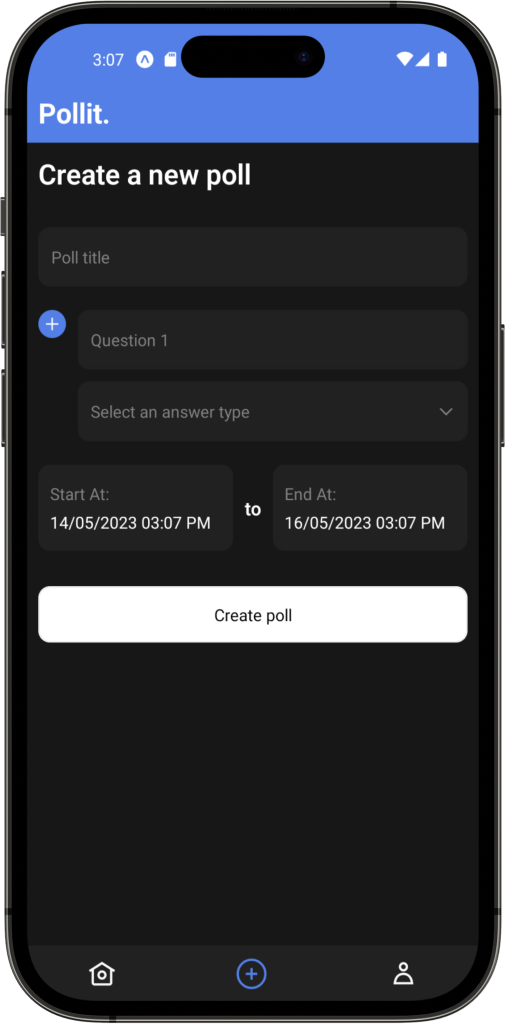 3:07
Pollit.
Create a new poll
Poll title
Question 1
Select an answer type
Start At:
14/05/2023 03:07 PM
to
End At:
16/05/2023 03:07 PM
Create poll